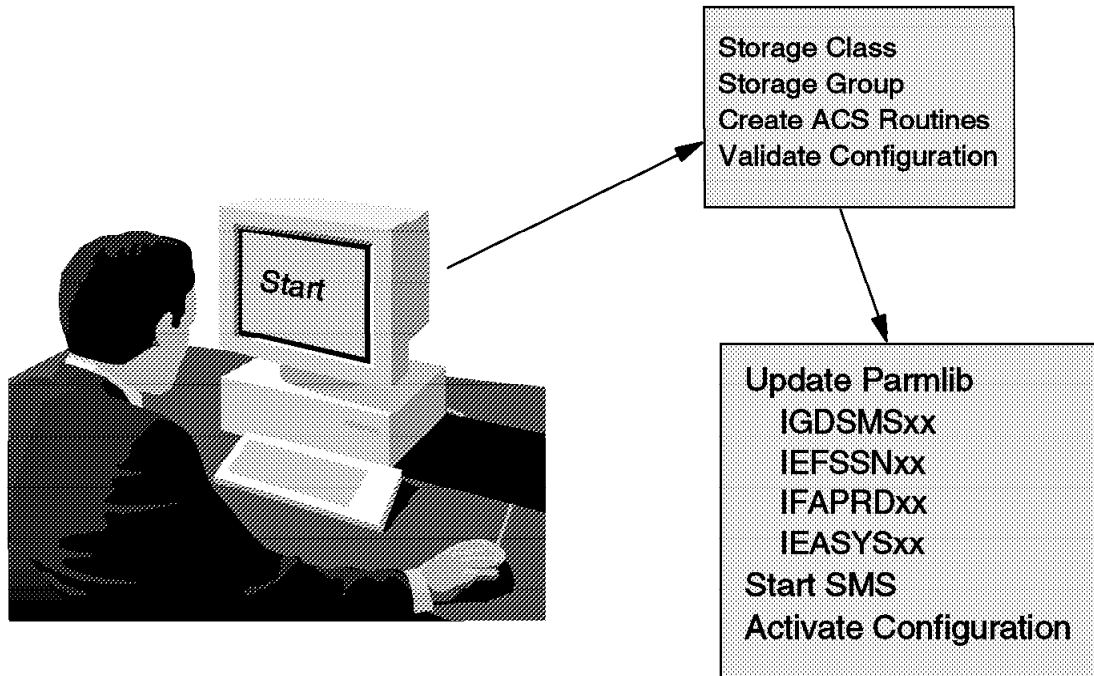 Start
Storage Class
Storage Group
Create ACS Routines
Validate Configuration
Update Parmlib
IGDSMSxx
IEFSSNxx
IFAPRDxx
IEASYSxx
Start SMS
Activate Configuration